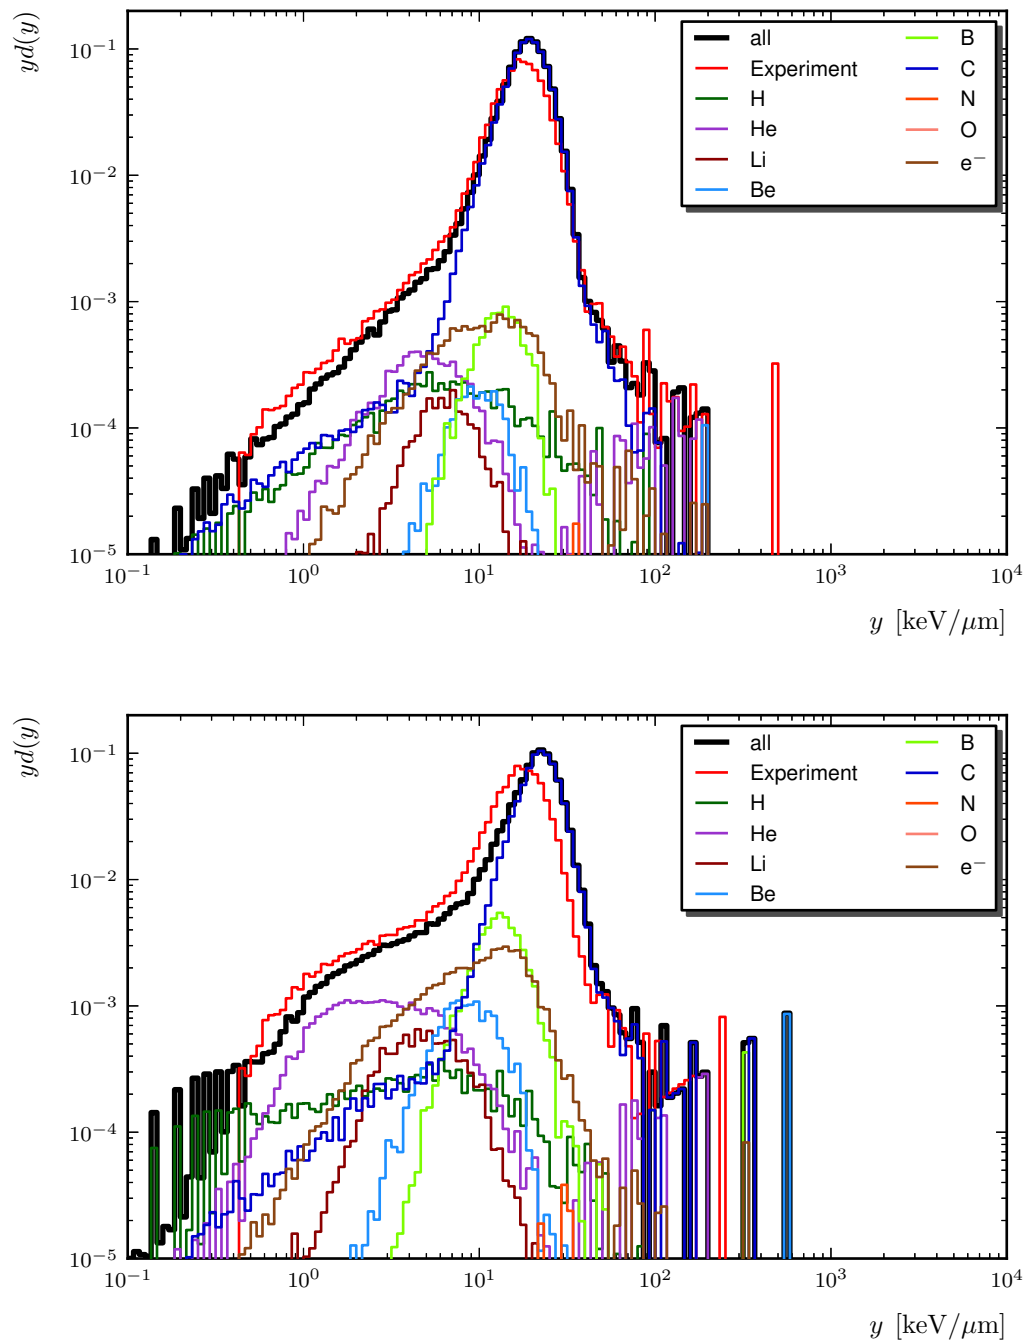 yd(y)
10⁻¹
10⁻²
10⁻³
10⁻⁴
10⁻⁵
all
Experiment
H
He
Li
Be
B
C
N
O
e⁻
10⁻¹ 10⁰ 10¹ 10² 10³ 10⁴
y [keV/μm]
yd(y)
10⁻¹
10⁻²
10⁻³
10⁻⁴
10⁻⁵
all
Experiment
H
He
Li
Be
B
C
N
O
e⁻
10⁻¹ 10⁰ 10¹ 10² 10³ 10⁴
y [keV/μm]